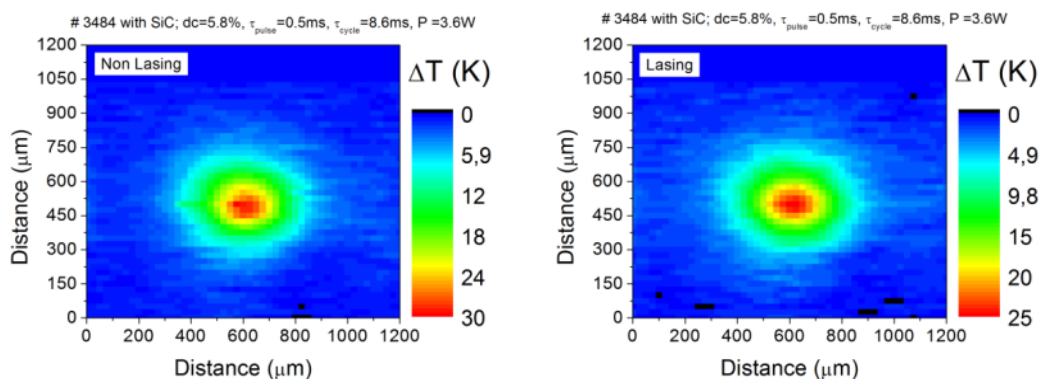 # 3484 with SiC; dc=5.8%, τpulse=0.5ms, τcycle=8.6ms, P =3.6W
Non Lasing
Distance (μm)
1200
1050
900
750
600
450
300
150
0
0 200 400 600 800 1000 1200
Distance (μm)
ΔT (K)
0
5,9
12
18
24
30
# 3484 with SiC; dc=5.8%, τpulse=0.5ms, τcycle=8.6ms, P =3.6W
Lasing
Distance (μm)
1200
1050
900
750
600
450
300
150
0
0 200 400 600 800 1000 1200
Distance (μm)
ΔT (K)
0
4,9
9,8
15
20
25